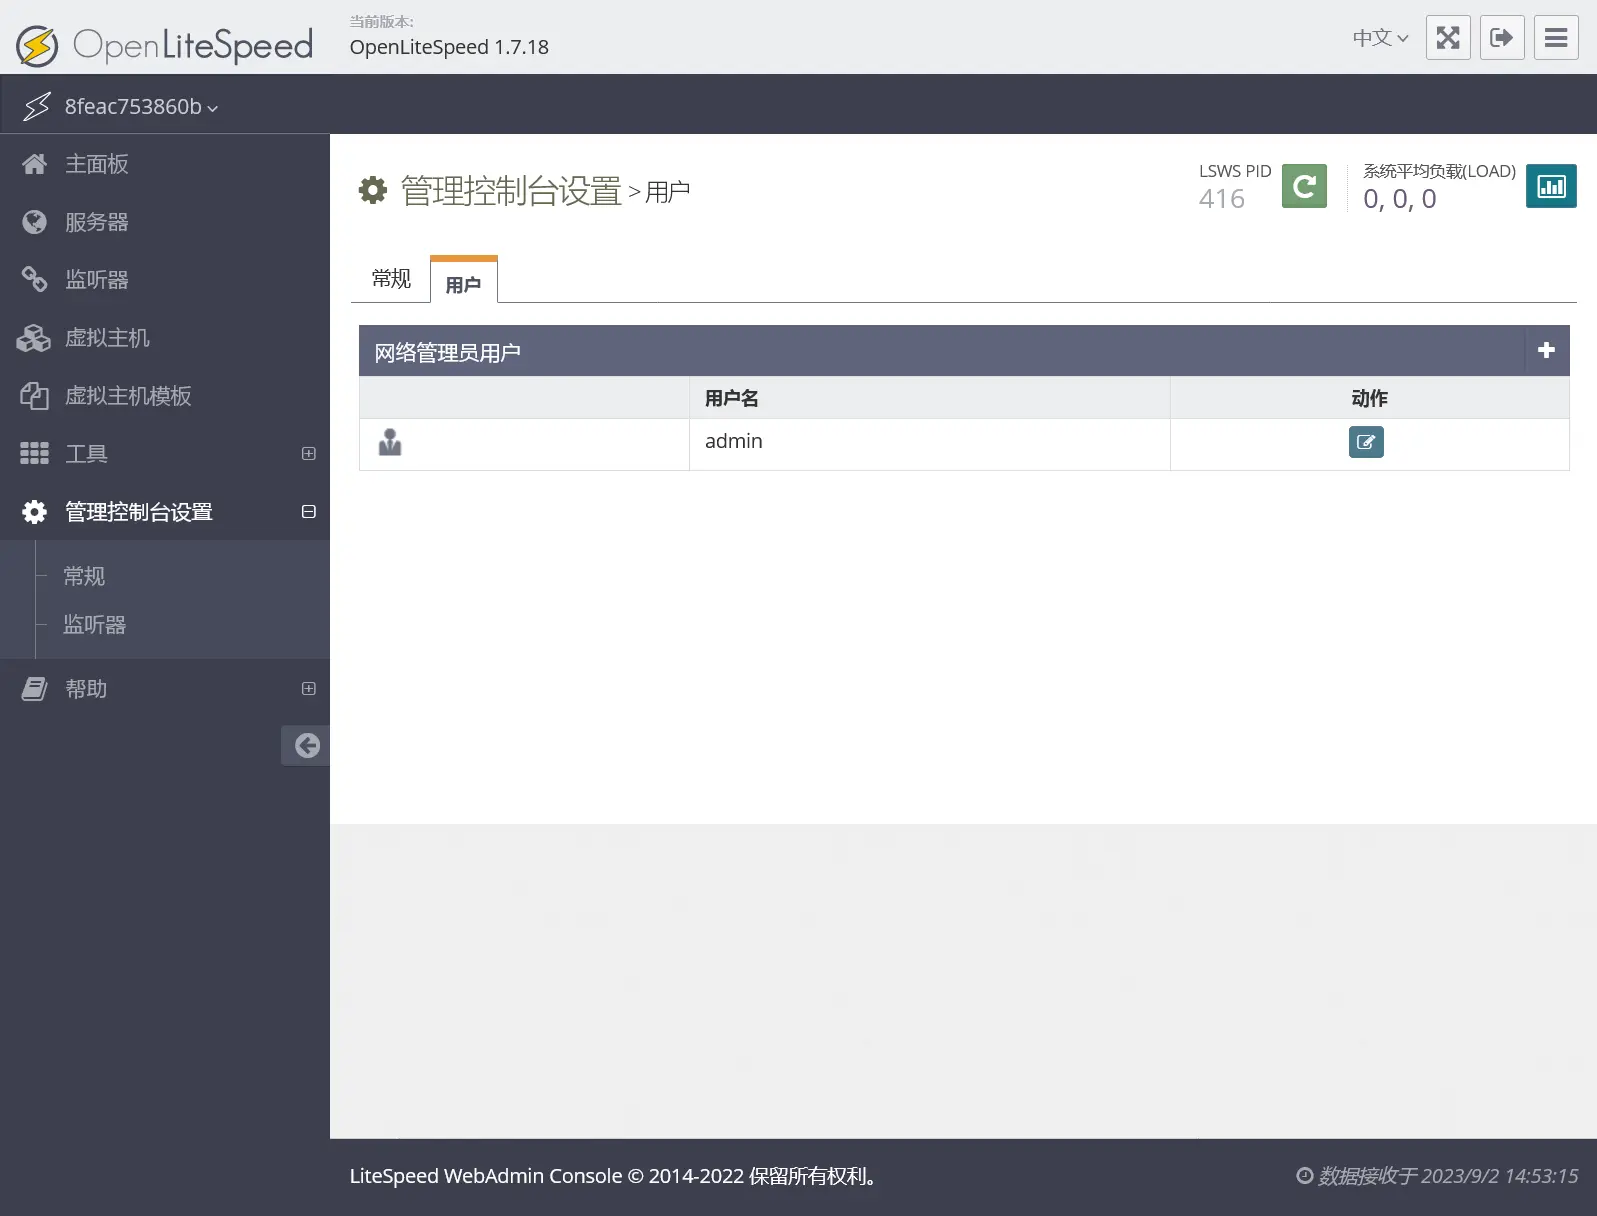 OpenLiteSpeed
当前版本:
OpenLiteSpeed 1.7.18
中文
8feac753860b
主面板
服务器
监听器
虚拟主机
虚拟主机模板
工具
管理控制台设置
常规
监听器
帮助
管理控制台设置 > 用户
LSWS PID
416
系统平均负载(LOAD)
0, 0, 0
常规
用户
网络管理员用户
用户名 动作
admin
LiteSpeed WebAdmin Console © 2014-2022 保留所有权利。
数据接收于 2023/9/2 14:53:15